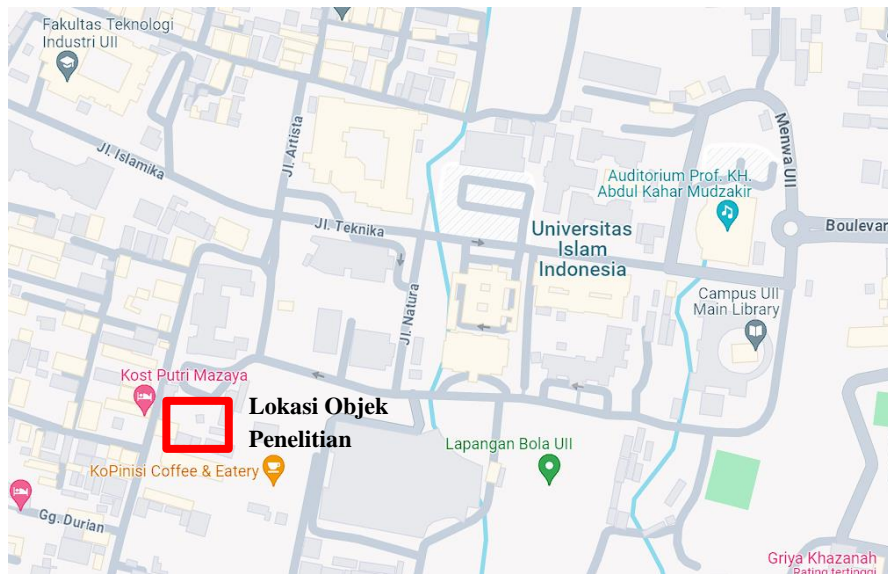 Fakultas Teknologi
Industri UII
Jl. Islamika
Jl. Artista
Menwa UII
Auditorium Prof. KH.
Abdul Kahar Mudzakir
Jl. Teknika
Universitas
Islam
Indonesia
Boulevar
Jl. Natura
Campus UII
Main Library
Kost Putri Mazaya
Lokasi Objek
Penelitian
Lapangan Bola UII
KoPinisi Coffee & Eatery
Gg. Durian
Griya Khazanah
Rating tertinggi